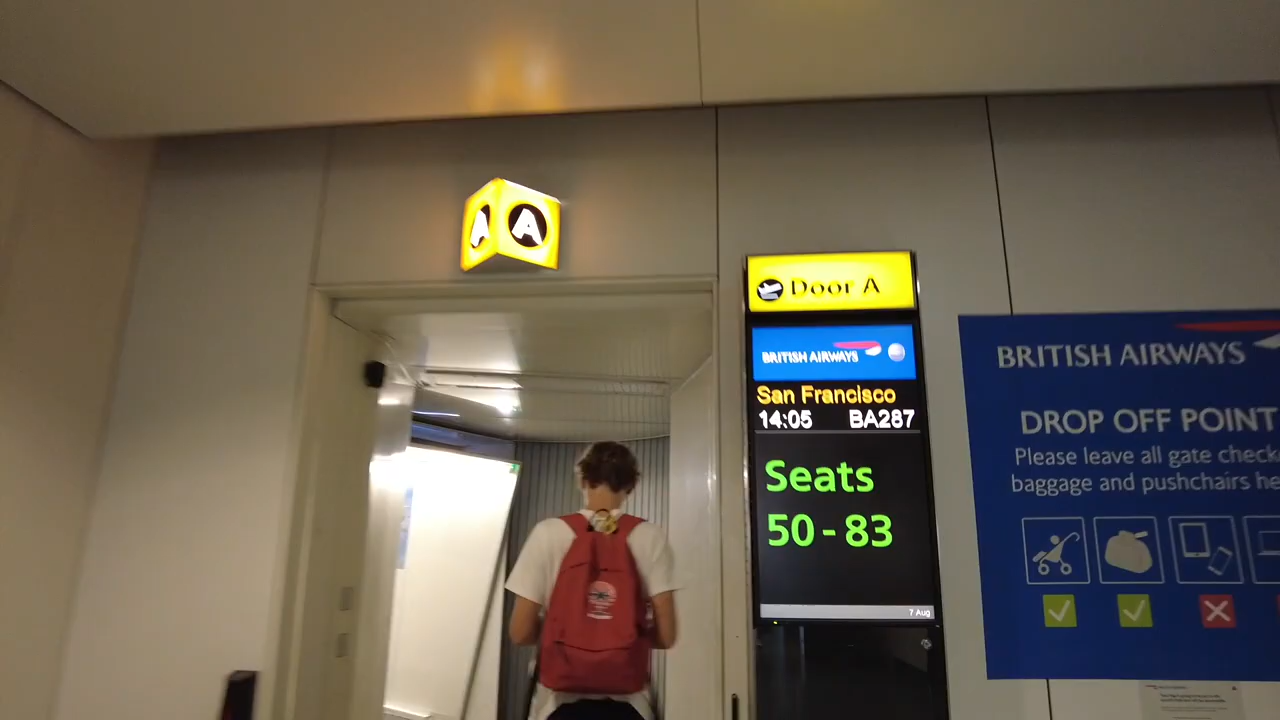 A A
Door A
BRITISH AIRWAYS
San Francisco
14:05 BA287
Seats
50 - 83
7 Aug
BRITISH AIRWAYS
DROP OFF POINT
Please leave all gate check
baggage and pushchairs he